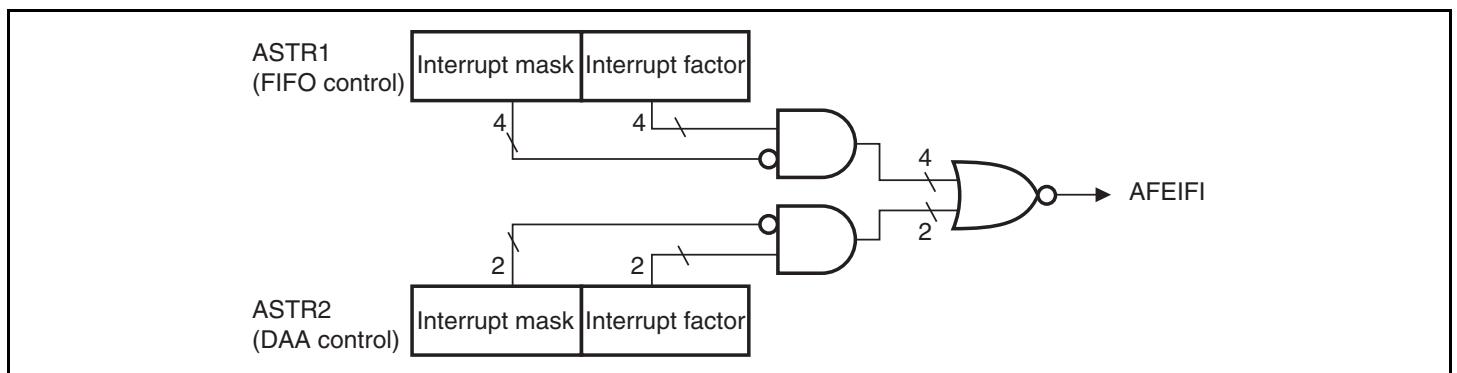 ASTR1
(FIFO control)
Interrupt mask
Interrupt factor
4
4
4
AFEIFI
2
2
2
ASTR2
(DAA control)
Interrupt mask
Interrupt factor